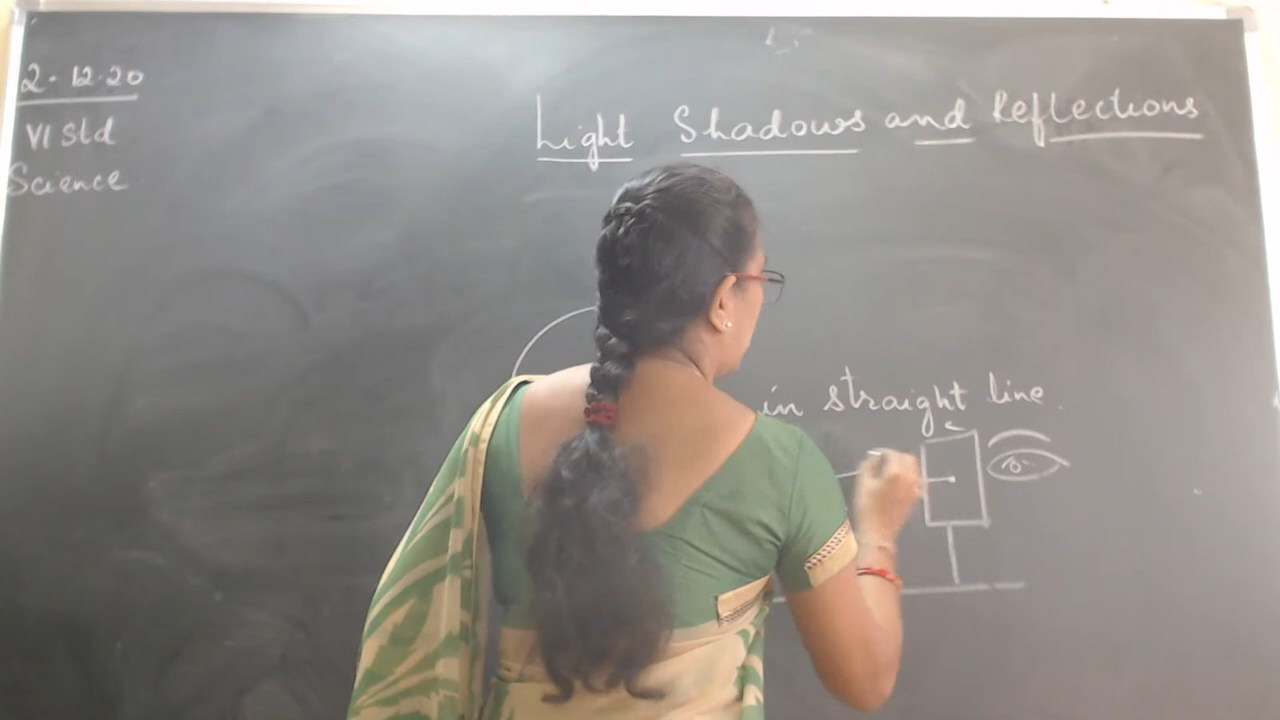 2.12.20
VI Std
Science
Light Shadows and Reflections
in straight line.
C